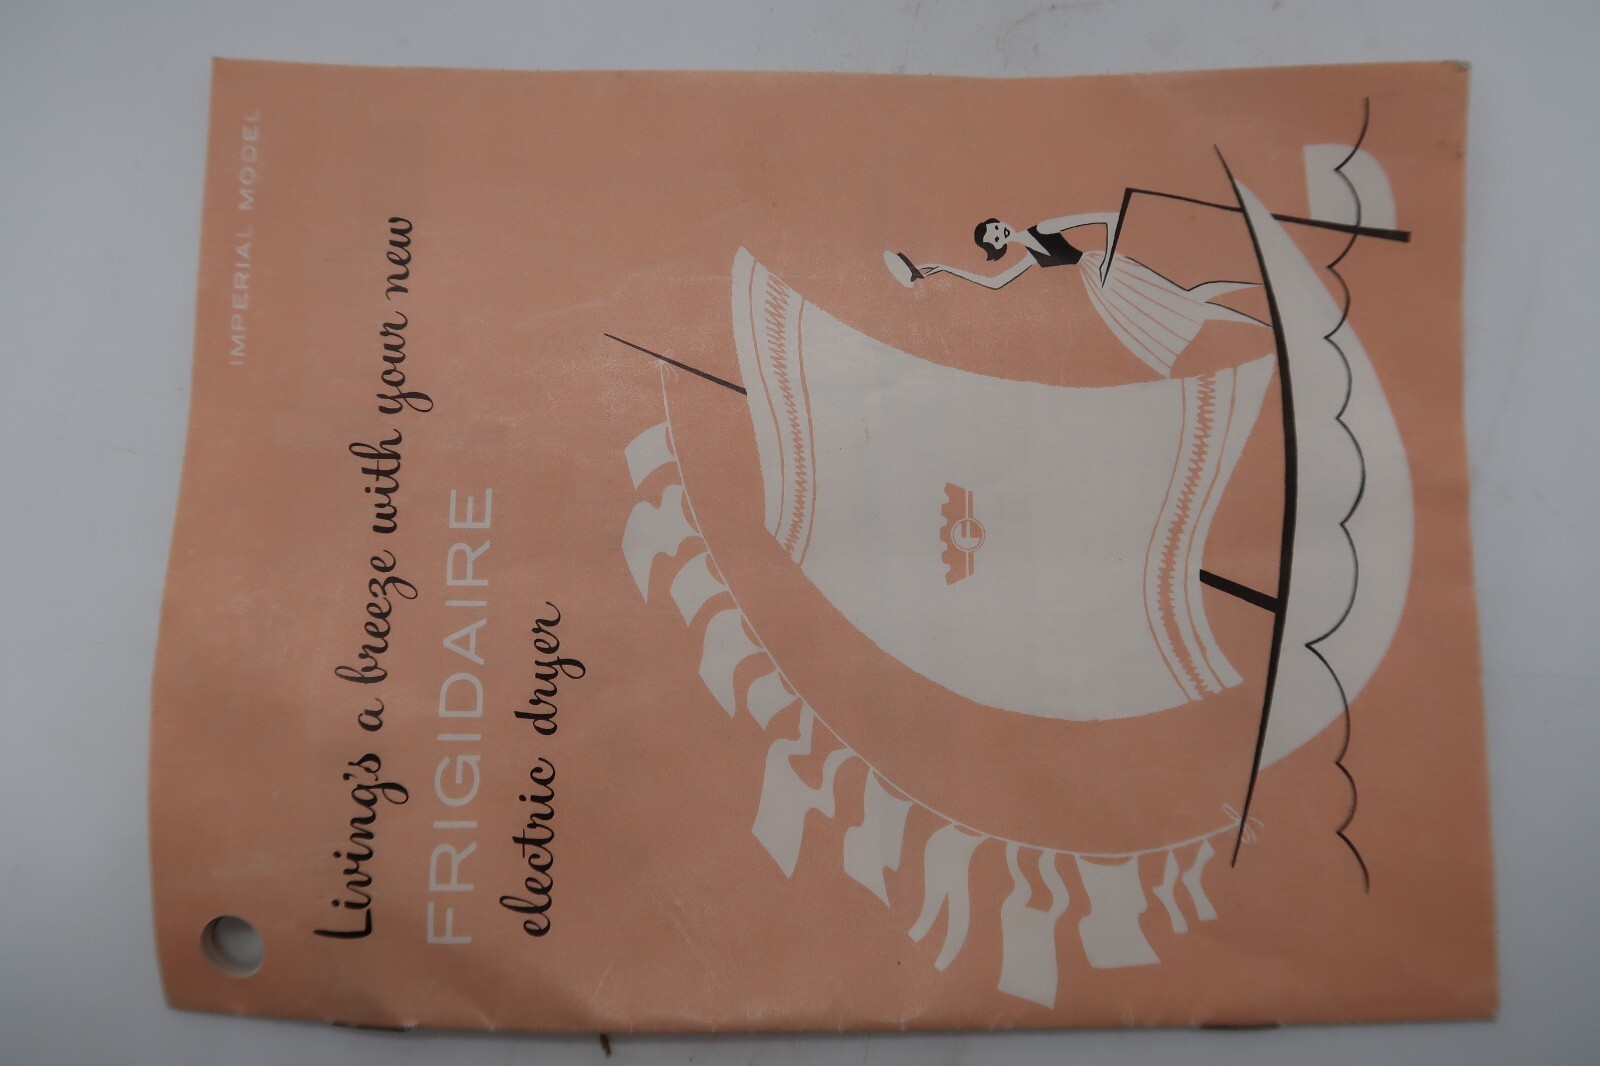 IMPERIAL MODEL
Living's a breeze with your new
FRIGIDAIRE
electric dryer
F